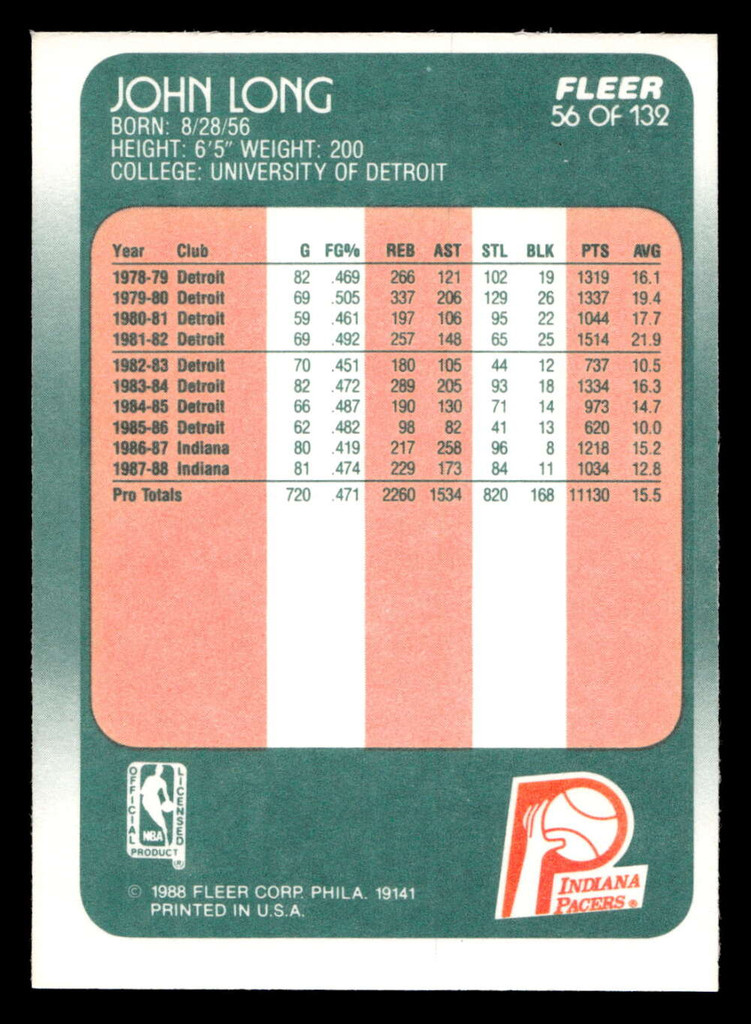 JOHN LONG
BORN: 8/28/56
HEIGHT: 6'5" WEIGHT: 200
COLLEGE: UNIVERSITY OF DETROIT
FLEER
56 OF 132
Year Club G FG% REB AST STL BLK PTS AVG
1978-79 Detroit 82 .469 266 121 102 19 1319 16.1
1979-80 Detroit 69 .505 337 206 129 26 1337 19.4
1980-81 Detroit 59 .461 197 106 95 22 1044 17.7
1981-82 Detroit 69 .492 257 148 65 25 1514 21.9
1982-83 Detroit 70 .451 180 105 44 12 737 10.5
1983-84 Detroit 82 .472 289 205 93 18 1334 16.3
1984-85 Detroit 66 .487 190 130 71 14 973 14.7
1985-86 Detroit 62 .482 98 82 41 13 620 10.0
1986-87 Indiana 80 .419 217 258 96 8 1218 15.2
1987-88 Indiana 81 .474 229 173 84 11 1034 12.8
Pro Totals 720 .471 2260 1534 820 168 11130 15.5
OFFICIAL
LICENSED
NBA
PRODUCT ®
INDIANA
PACERS ®
© 1988 FLEER CORP. PHILA. 19141
PRINTED IN U.S.A.